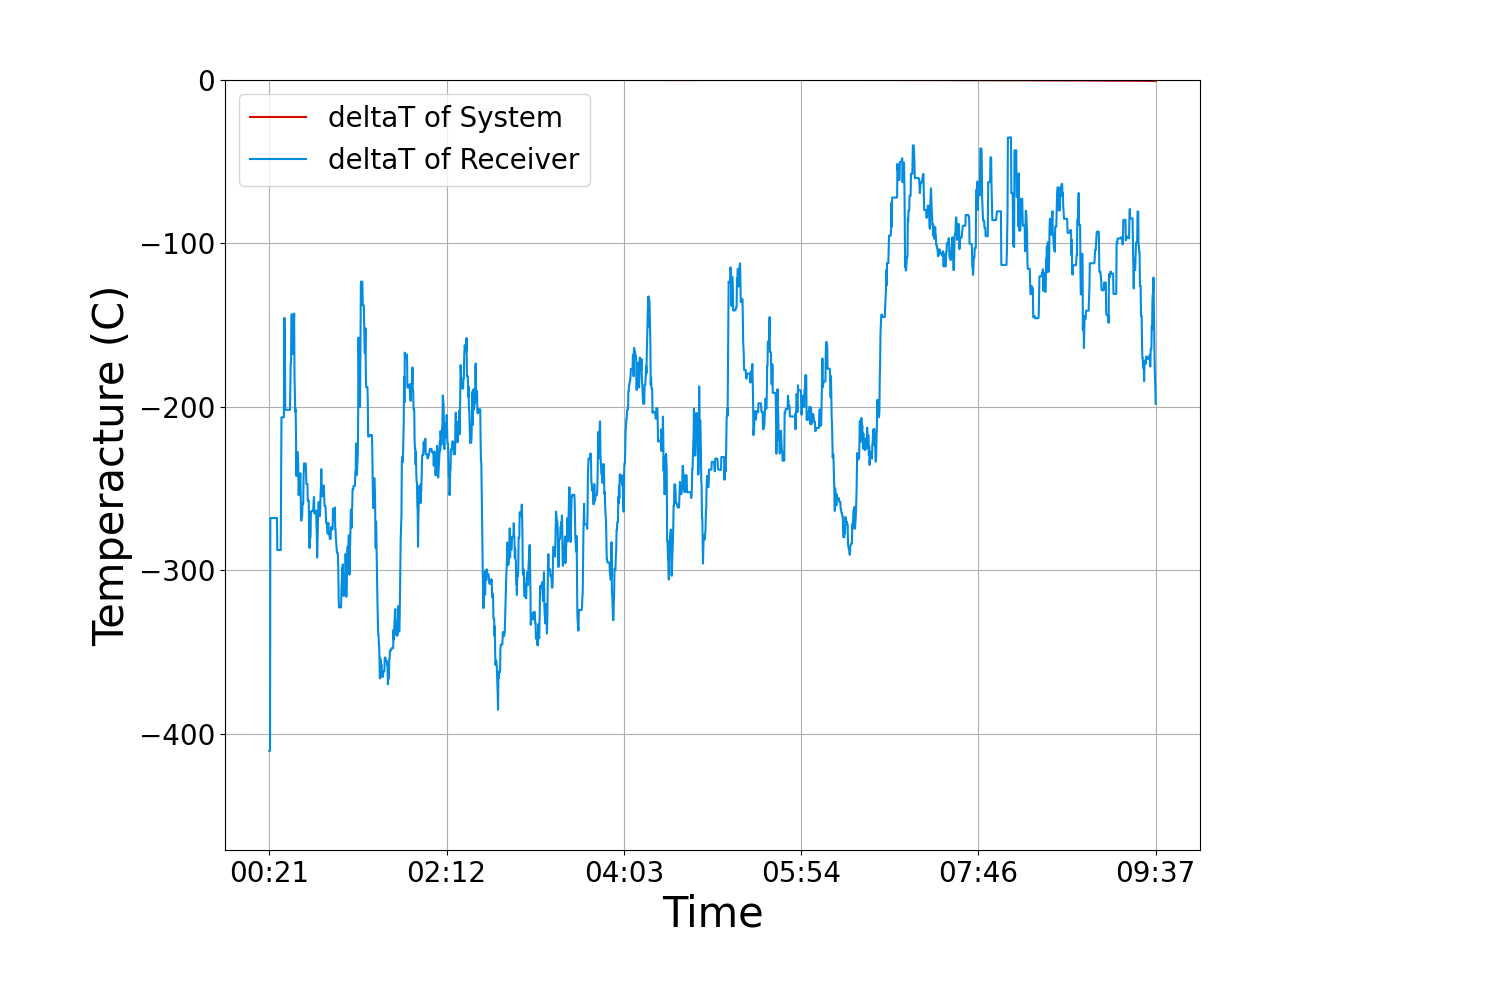 0
−100
−200
−300
−400
deltaT of System
deltaT of Receiver
Temperacture (C)
00:21 02:12 04:03 05:54 07:46 09:37
Time